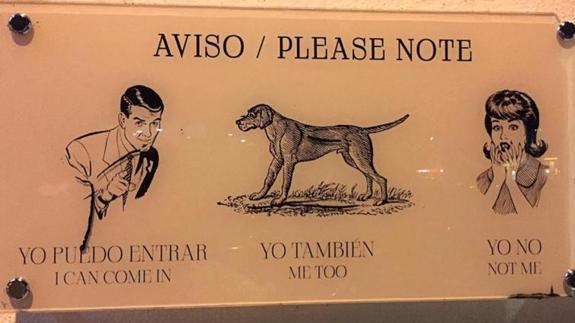 AVISO / PLEASE NOTE
YO PUEDO ENTRAR
I CAN COME IN
YO TAMBIÉN
ME TOO
YO NO
NOT ME